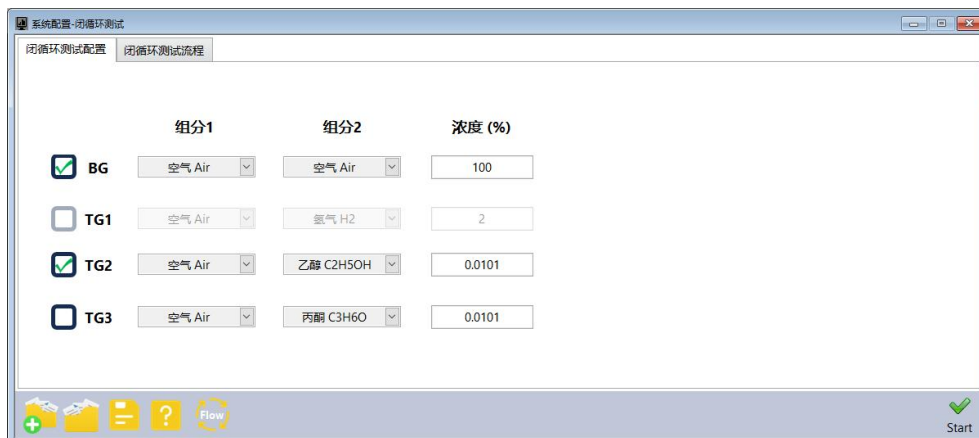 系统配置-闭循环测试
闭循环测试配置 闭循环测试流程
组分1 组分2 浓度 (%)
BG 空气 Air 空气 Air 100
TG1 空气 Air 氢气 H2 2
TG2 空气 Air 乙醇 C2H5OH 0.0101
TG3 空气 Air 丙酮 C3H6O 0.0101
? Flow
Start